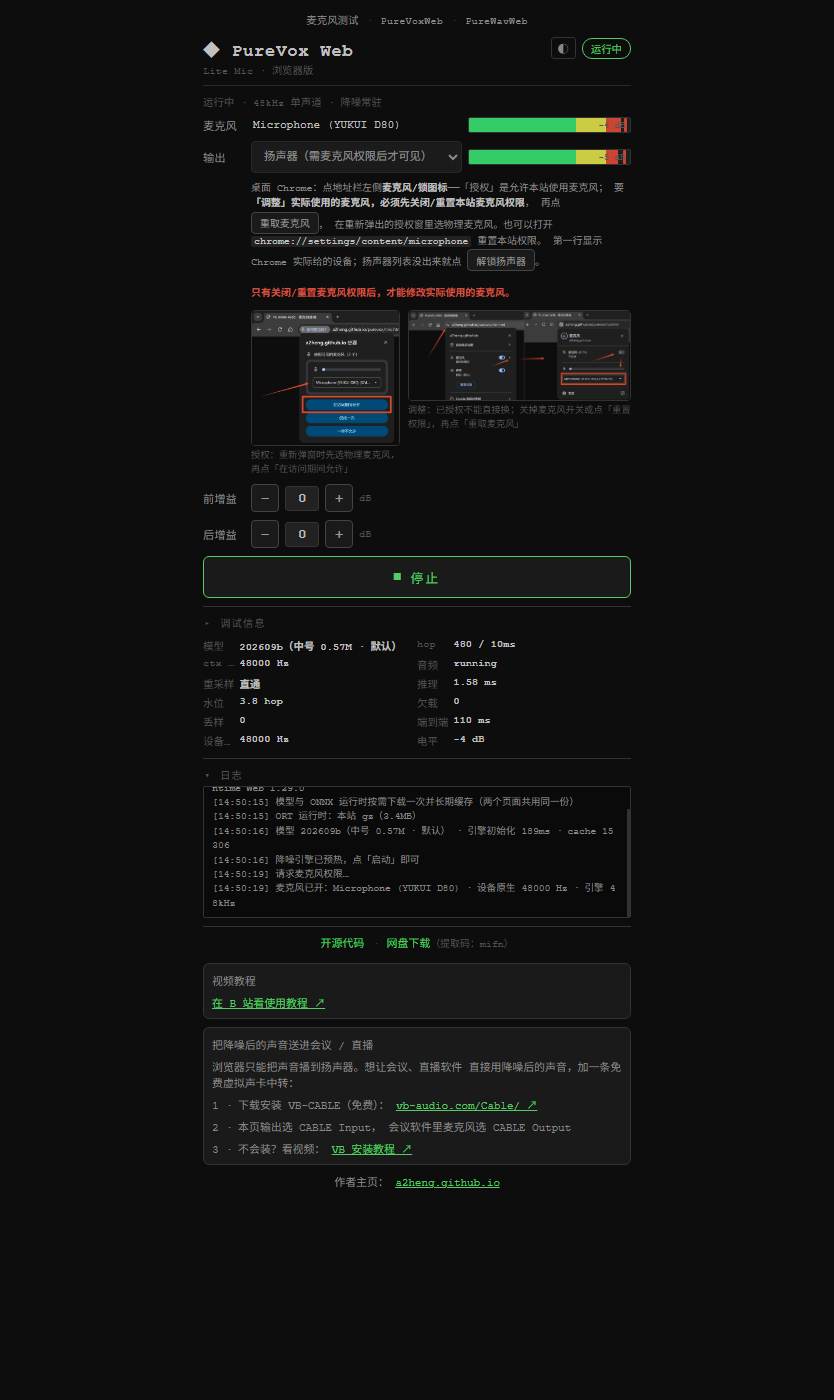 麦克风测试 · PureVoxWeb · PureWavWeb
◆ PureVox Web
运行中
Lite Mic · 浏览器版
运行中 · 48kHz 单声道 · 降噪常驻
麦克风 Microphone (YUKUI D80)
输出 扬声器（需麦克风权限后才可见）
桌面 Chrome: 点地址栏左侧麦克风/锁图标——「授权」是允许本站使用麦克风； 要
「调整」实际使用的麦克风，必须先关闭/重置本站麦克风权限， 再点
重取麦克风 ， 在重新弹出的授权窗里选物理麦克风。也可以打开
chrome://settings/content/microphone 重置本站权限。 第一行显示
Chrome 实际给的设备；扬声器列表没出来就点 解锁扬声器 。
只有关闭/重置麦克风权限后，才能修改实际使用的麦克风。
授权：重新弹窗时先选物理麦克风，
再点「在访问期间允许」
调整：已授权不能直接换；关掉麦克风开关或点「重置
权限」，再点「重取麦克风」
前增益 − 0 + dB
后增益 − 0 + dB
■ 停止
▸ 调试信息
模型 202609b（中号 0.57M · 默认） hop 480 / 10ms
ctx … 48000 Hz 音频 running
重采样 直通 推理 1.58 ms
水位 3.8 hop 欠载 0
丢样 0 端到端 110 ms
设备… 48000 Hz 电平 -4 dB
▾ 日志
ntime Web 1.29.0
[14:50:15] 模型与 ONNX 运行时按需下载一次并长期缓存（两个页面共用同一份）
[14:50:15] ORT 运行时：本站 gz（3.4MB）
[14:50:16] 模型 202609b（中号 0.57M · 默认） · 引擎初始化 189ms · cache 15
306
[14:50:16] 降噪引擎已预热，点「启动」即可
[14:50:19] 请求麦克风权限…
[14:50:19] 麦克风已开：Microphone (YUKUI D80) · 设备原生 48000 Hz · 引擎 4
8kHz
开源代码 · 网盘下载（提取码：mifn）
视频教程
在 B 站看使用教程 ↗
把降噪后的声音送进会议 / 直播
浏览器只能把声音播到扬声器。想让会议、直播软件 直接用降噪后的声音，加一条免
费虚拟声卡中转：
1 · 下载安装 VB-CABLE（免费）： vb-audio.com/Cable/ ↗
2 · 本页输出选 CABLE Input， 会议软件里麦克风选 CABLE Output
3 · 不会装？看视频： VB 安装教程 ↗
作者主页： a2heng.github.io